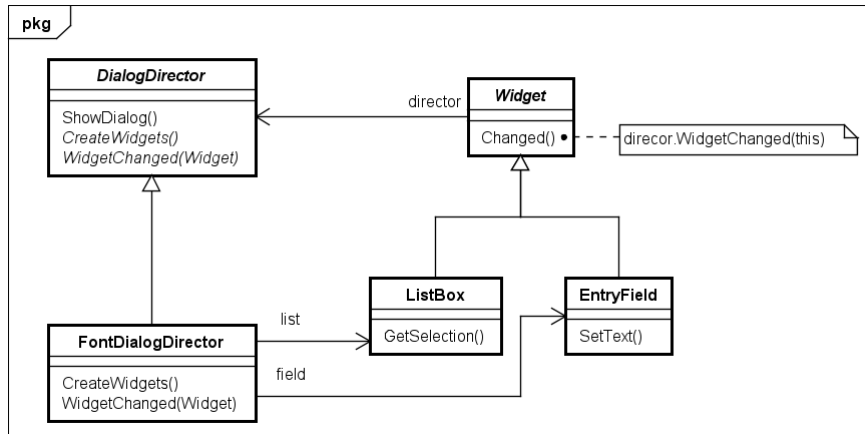 pkg
DialogDirector
ShowDialog()
CreateWidgets()
WidgetChanged(Widget)
director
Widget
Changed()
direcor.WidgetChanged(this)
ListBox
GetSelection()
EntryField
SetText()
FontDialogDirector
CreateWidgets()
WidgetChanged(Widget)
list
field